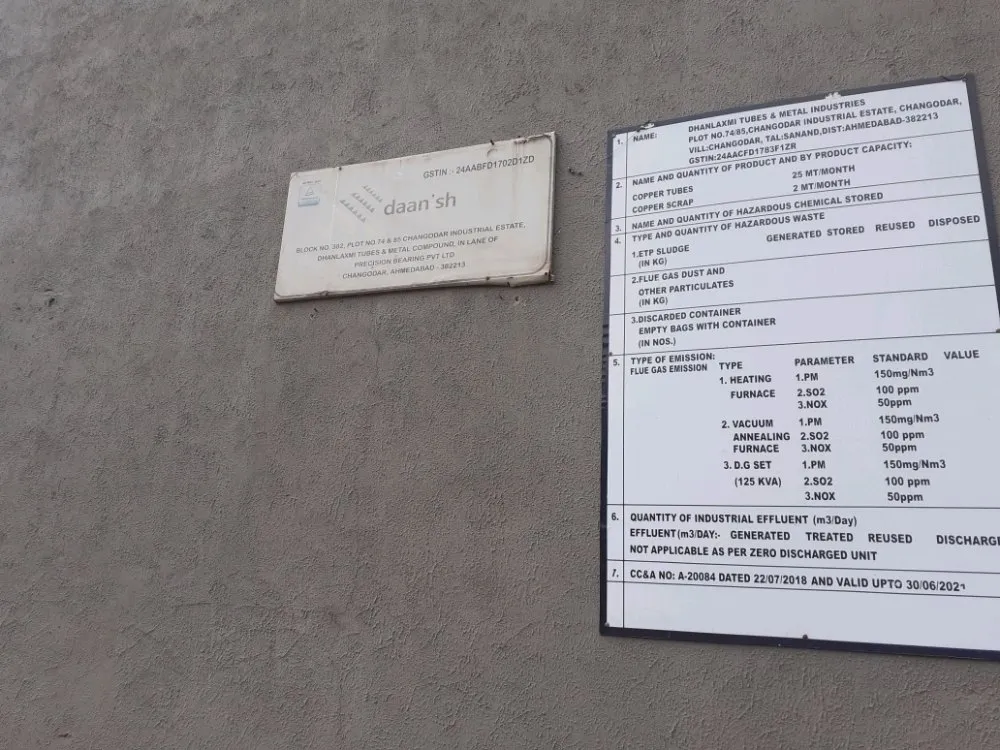 GSTIN :- 24AABFD1702D1ZD
daan'sh
BLOCK NO. 382, PLOT NO.74 & 85 CHANGODAR INDUSTRIAL ESTATE,
DHANLAXMI TUBES & METAL COMPOUND, IN LANE OF
PRECISION BEARING PVT LTD
CHANGODAR, AHMEDABAD - 382213
1. NAME: DHANLAXMI TUBES & METAL INDUSTRIES
PLOT NO.74/85,CHANGODAR INDUSTRIAL ESTATE, CHANGODAR,
VILL:CHANGODAR, TAL:SANAND,DIST:AHMEDABAD-382213
GSTIN:24AACFD1783F1ZR
2. NAME AND QUANTITY OF PRODUCT AND BY PRODUCT CAPACITY:
COPPER TUBES 25 MT/MONTH
COPPER SCRAP 2 MT/MONTH
3. NAME AND QUANTITY OF HAZARDOUS CHEMICAL STORED
4. TYPE AND QUANTITY OF HAZARDOUS WASTE
1.ETP SLUDGE GENERATED STORED REUSED DISPOSED
(IN KG)
2.FLUE GAS DUST AND
OTHER PARTICULATES
(IN KG)
3.DISCARDED CONTAINER
EMPTY BAGS WITH CONTAINER
(IN NOS.)
5. TYPE OF EMISSION: TYPE PARAMETER STANDARD VALUE
FLUE GAS EMISSION
1. HEATING 1.PM 150mg/Nm3
FURNACE 2.SO2 100 ppm
3.NOX 50ppm
2. VACUUM 1.PM 150mg/Nm3
ANNEALING 2.SO2 100 ppm
FURNACE 3.NOX 50ppm
3. D.G SET 1.PM 150mg/Nm3
(125 KVA) 2.SO2 100 ppm
3.NOX 50ppm
6. QUANTITY OF INDUSTRIAL EFFLUENT (m3/Day)
EFFLUENT(m3/DAY:- GENERATED TREATED REUSED DISCHARG
NOT APPLICABLE AS PER ZERO DISCHARGED UNIT
7. CC&A NO: A-20084 DATED 22/07/2018 AND VALID UPTO